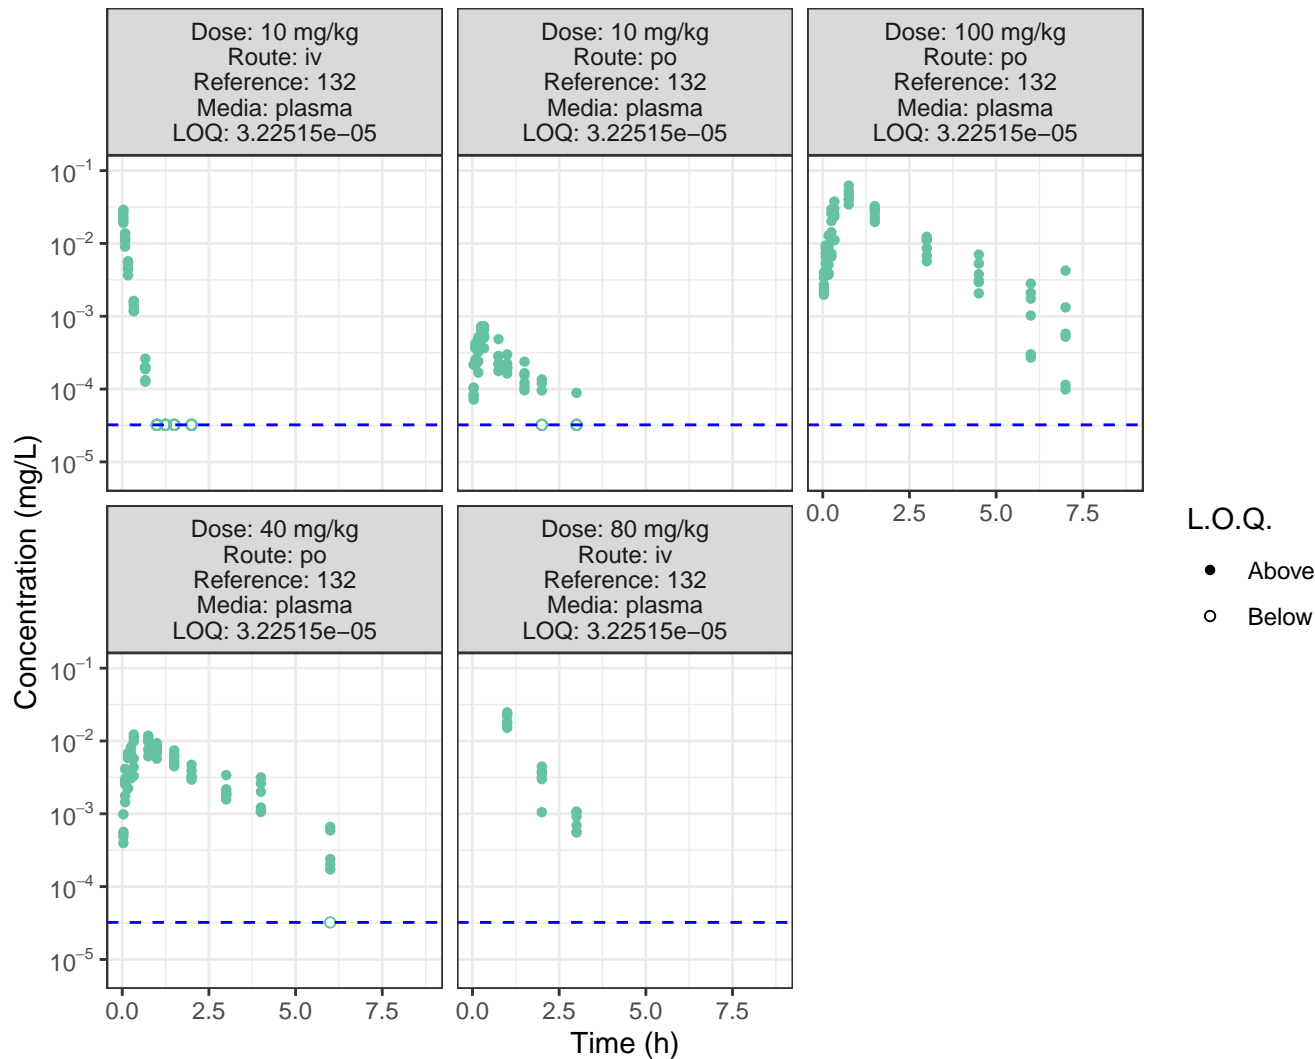 Dose: 10 mg/kg
Route: iv
Reference: 132
Media: plasma
LOQ: 3.22515e−05
Dose: 10 mg/kg
Route: po
Reference: 132
Media: plasma
LOQ: 3.22515e−05
Dose: 100 mg/kg
Route: po
Reference: 132
Media: plasma
LOQ: 3.22515e−05
10⁻¹
10⁻²
10⁻³
10⁻⁴
10⁻⁵
0.0 2.5 5.0 7.5
Dose: 40 mg/kg
Route: po
Reference: 132
Media: plasma
LOQ: 3.22515e−05
Dose: 80 mg/kg
Route: iv
Reference: 132
Media: plasma
LOQ: 3.22515e−05
10⁻¹
10⁻²
10⁻³
10⁻⁴
10⁻⁵
0.0 2.5 5.0 7.5
0.0 2.5 5.0 7.5
Concentration (mg/L)
Time (h)
L.O.Q.
Above
Below